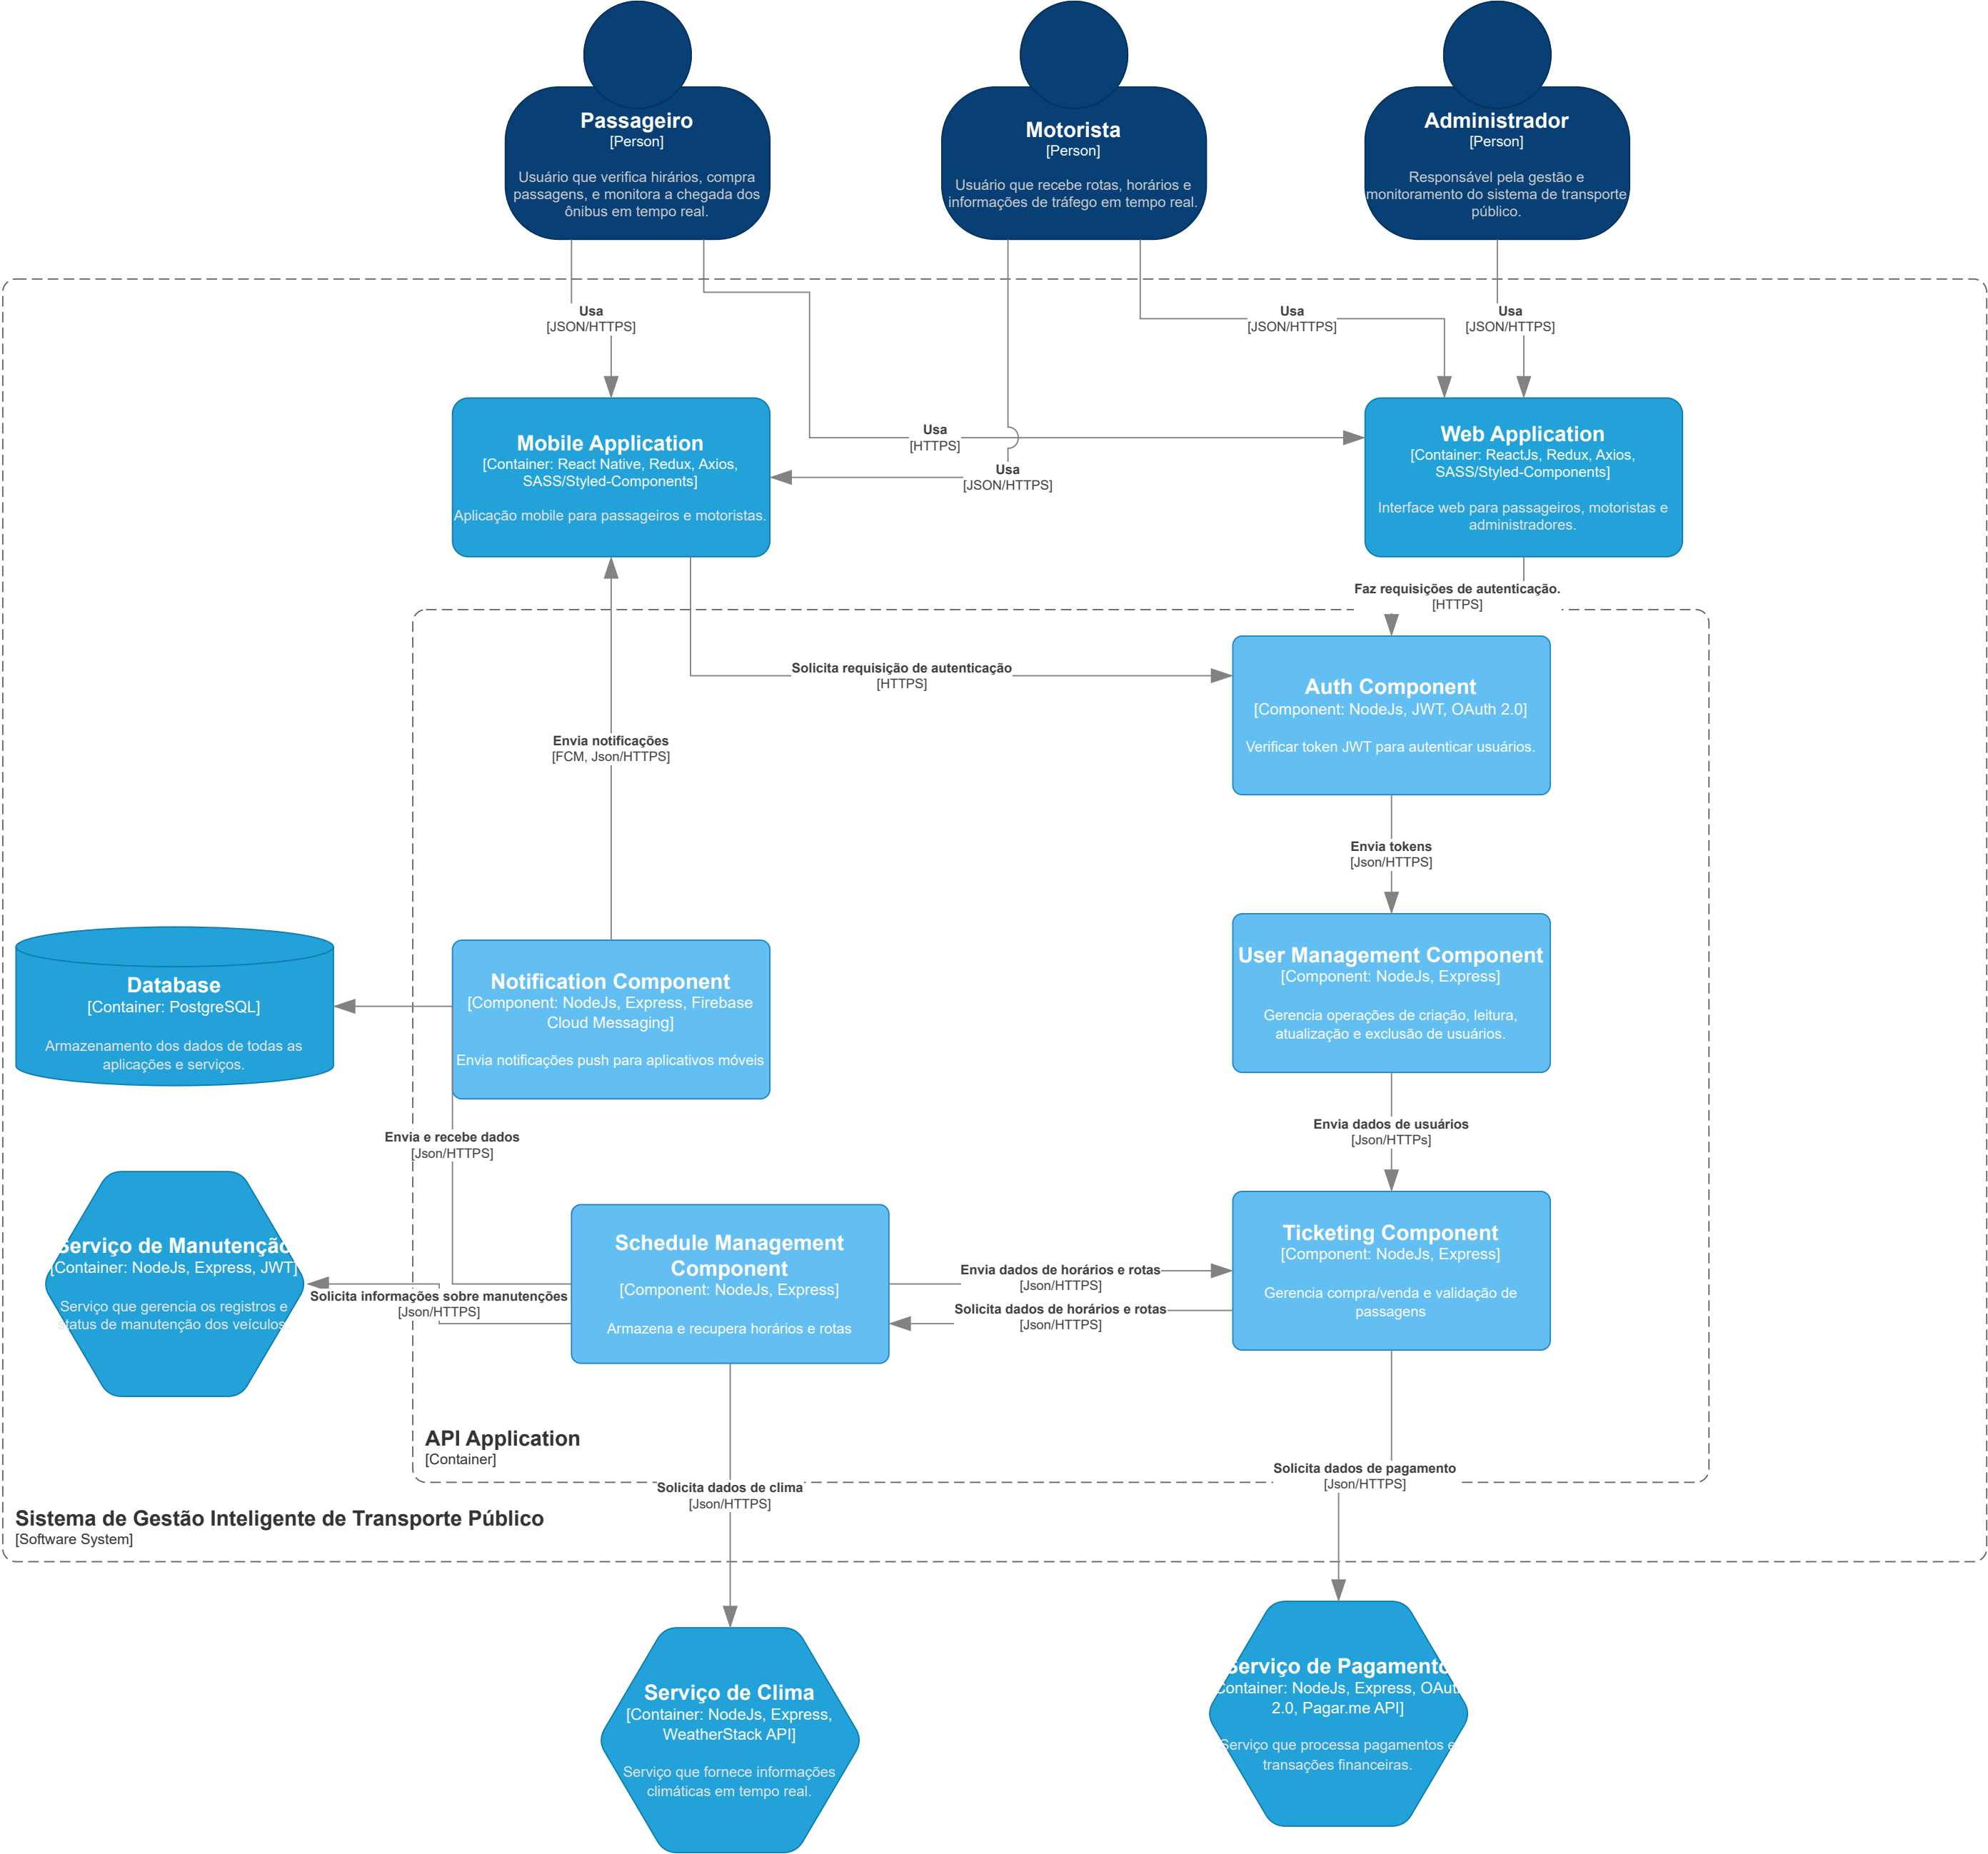 Passageiro
[Person]
Usuário que verifica hirários, compra
passagens, e monitora a chegada dos
ônibus em tempo real.
Motorista
[Person]
Usuário que recebe rotas, horários e
informações de tráfego em tempo real.
Administrador
[Person]
Responsável pela gestão e
monitoramento do sistema de transporte
público.
Usa
[JSON/HTTPS]
Usa
[JSON/HTTPS]
Usa
[JSON/HTTPS]
Usa
[HTTPS]
Usa
[JSON/HTTPS]
Mobile Application
[Container: React Native, Redux, Axios,
SASS/Styled-Components]
Aplicação mobile para passageiros e motoristas.
Web Application
[Container: ReactJs, Redux, Axios,
SASS/Styled-Components]
Interface web para passageiros, motoristas e
administradores.
Faz requisições de autenticação.
[HTTPS]
Solicita requisição de autenticação
[HTTPS]
Auth Component
[Component: NodeJs, JWT, OAuth 2.0]
Verificar token JWT para autenticar usuários.
Envia notificações
[FCM, Json/HTTPS]
Envia tokens
[Json/HTTPS]
Database
[Container: PostgreSQL]
Armazenamento dos dados de todas as
aplicações e serviços.
Notification Component
[Component: NodeJs, Express, Firebase
Cloud Messaging]
Envia notificações push para aplicativos móveis
User Management Component
[Component: NodeJs, Express]
Gerencia operações de criação, leitura,
atualização e exclusão de usuários.
Envia e recebe dados
[Json/HTTPS]
Envia dados de usuários
[Json/HTTPs]
Serviço de Manutenção
[Container: NodeJs, Express, JWT]
Serviço que gerencia os registros e
status de manutenção dos veículos
Solicita informações sobre manutenções
[Json/HTTPS]
Schedule Management
Component
[Component: NodeJs, Express]
Armazena e recupera horários e rotas
Envia dados de horários e rotas
[Json/HTTPS]
Solicita dados de horários e rotas
[Json/HTTPS]
Ticketing Component
[Component: NodeJs, Express]
Gerencia compra/venda e validação de
passagens
API Application
[Container]
Solicita dados de clima
[Json/HTTPS]
Solicita dados de pagamento
[Json/HTTPS]
Sistema de Gestão Inteligente de Transporte Público
[Software System]
Serviço de Clima
[Container: NodeJs, Express,
WeatherStack API]
Serviço que fornece informações
climáticas em tempo real.
Serviço de Pagamento
[Container: NodeJs, Express, OAuth
2.0, Pagar.me API]
Serviço que processa pagamentos e
transações financeiras.